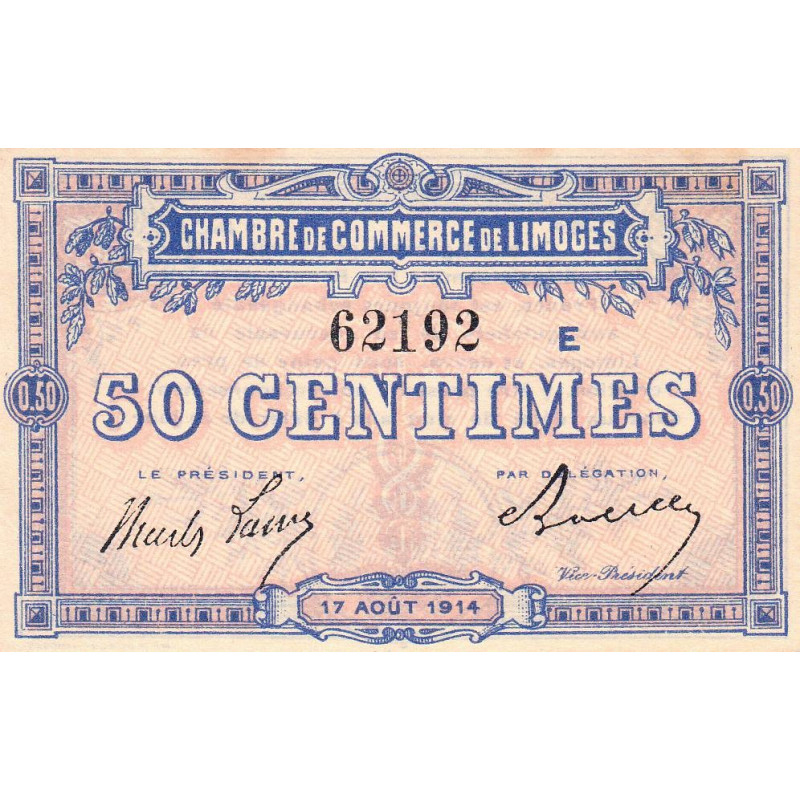 CHAMBRE DE COMMERCE DE LIMOGES
62192 E
0.50 50 CENTIMES 0.50
LE PRÉSIDENT, PAR DÉLÉGATION,
Vice-Président
17 AOÛT 1914